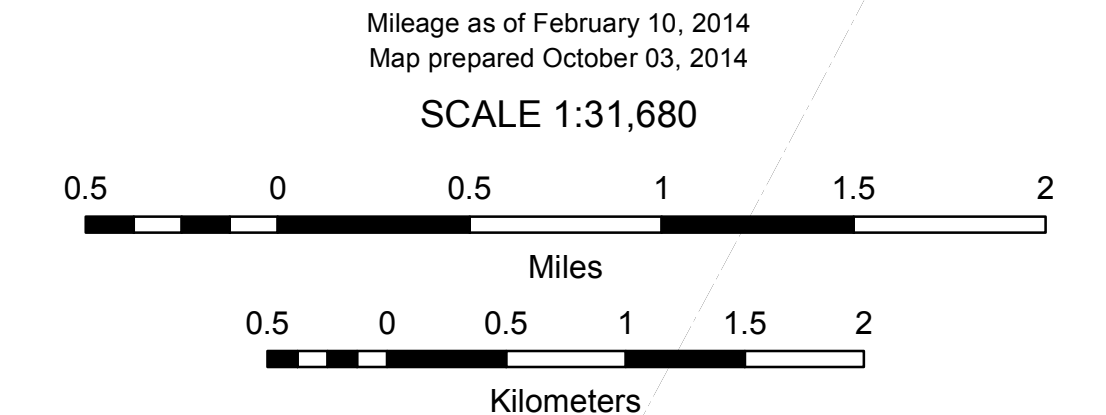 Mileage as of February 10, 2014
Map prepared October 03, 2014
SCALE 1:31,680
0.5 0 0.5 1 1.5 2
Miles
0.5 0 0.5 1 1.5 2
Kilometers